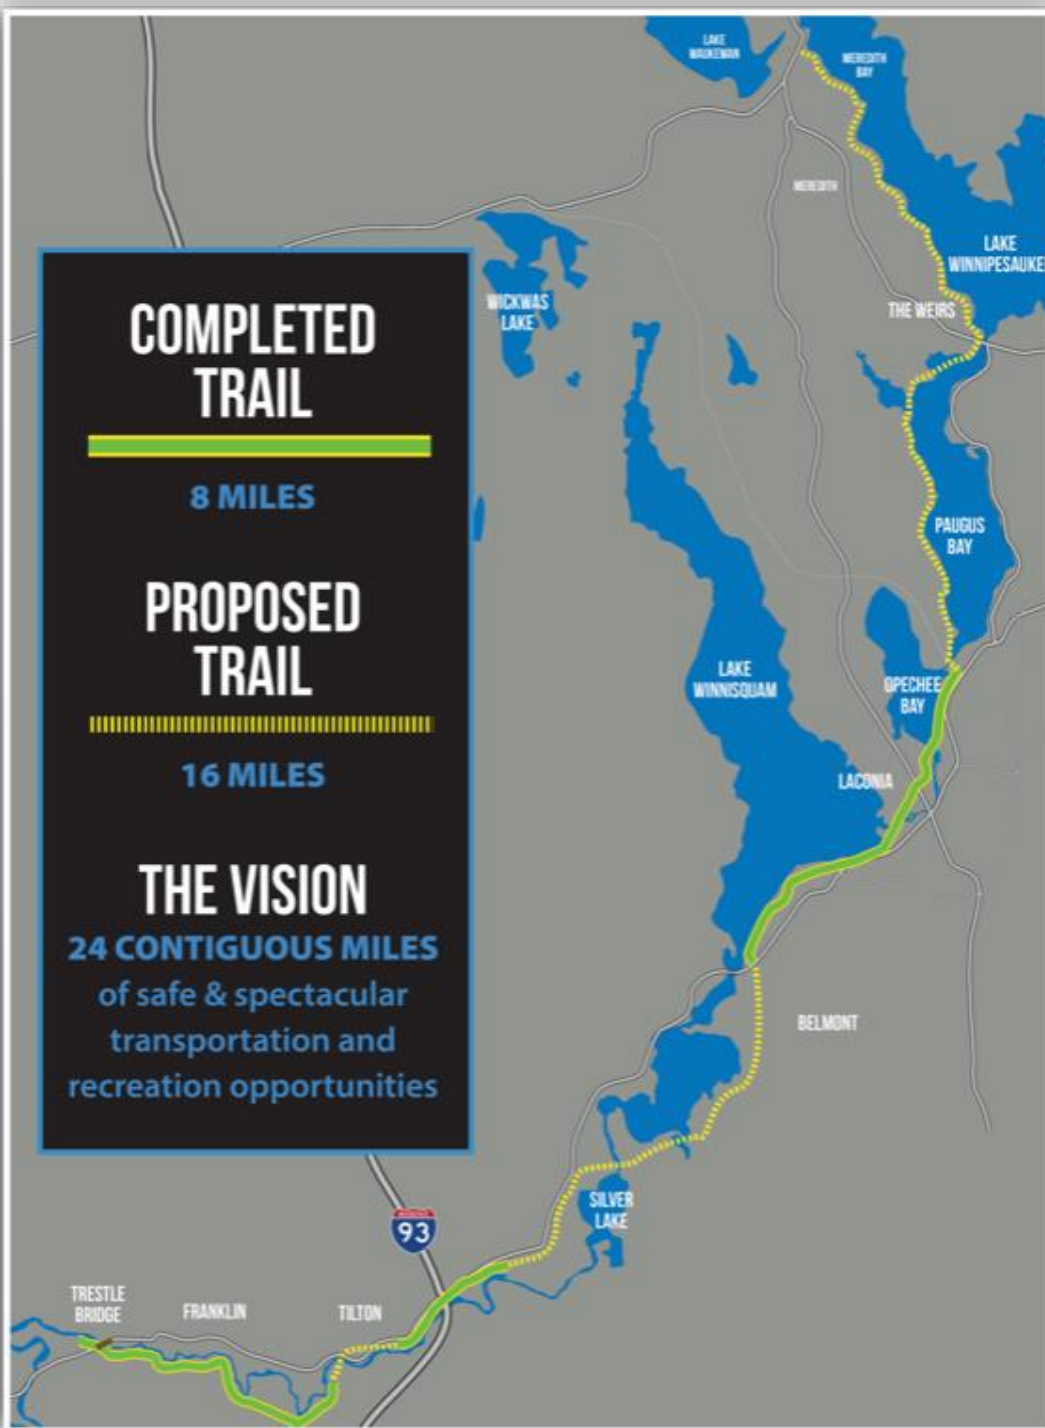 LAKE
WAUKEWAN
MEREDITH
BAY
MEREDITH
LAKE
WINNIPESAUKE
THE WEIRS
WICKWAS
LAKE
COMPLETED
TRAIL
8 MILES
PROPOSED
TRAIL
16 MILES
THE VISION
24 CONTIGUOUS MILES
of safe & spectacular
transportation and
recreation opportunities
PAUGUS
BAY
LAKE
WINNISQUAM
OPECHEE
BAY
LACONIA
BELMONT
SILVER
LAKE
93
TRESTLE
BRIDGE
FRANKLIN
TILTON